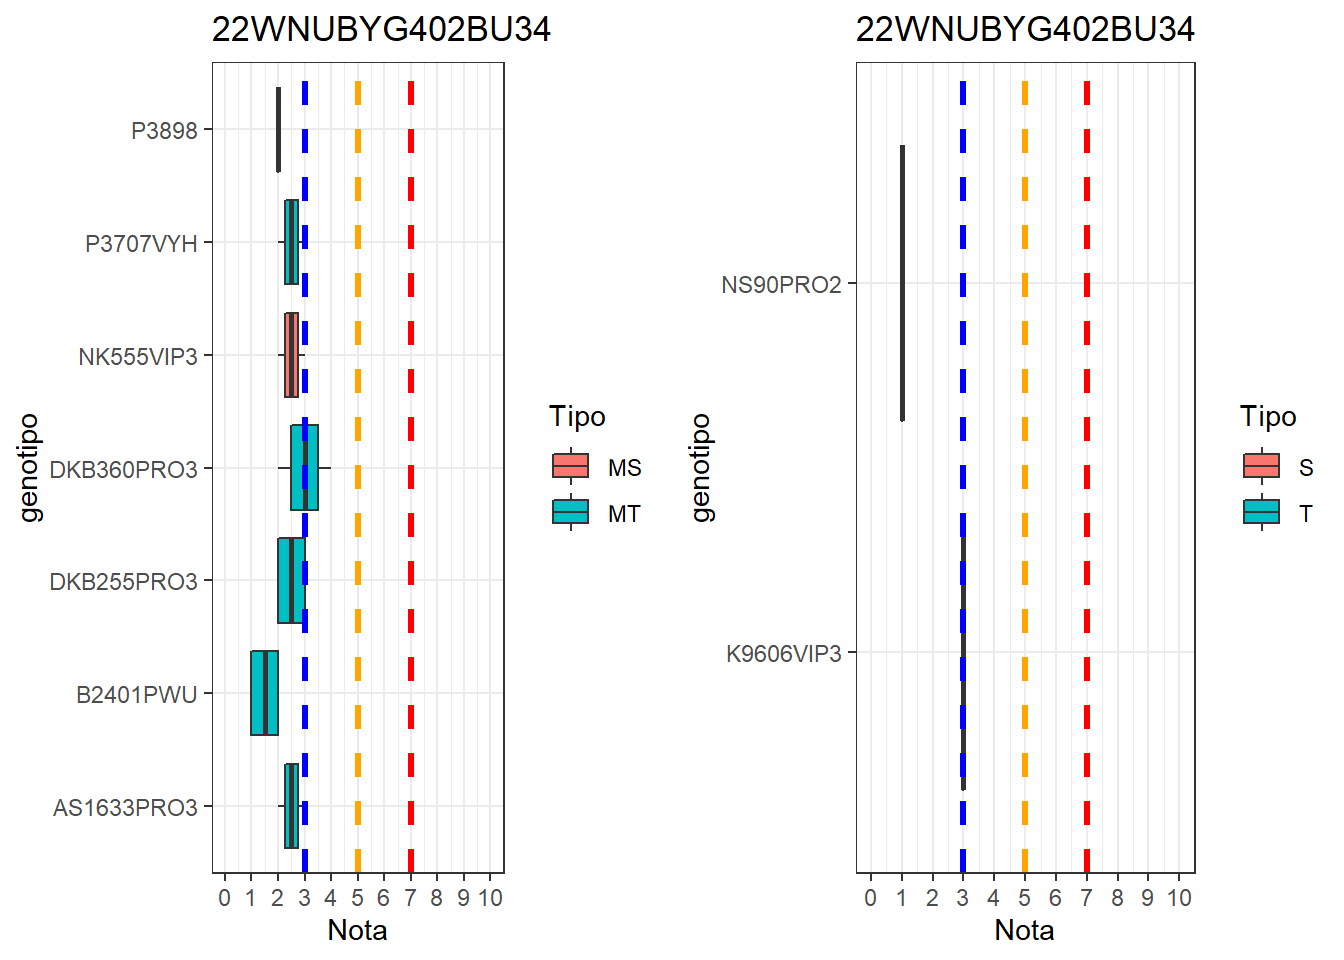 22WNUBYG402BU34
genotipo
P3898
P3707VYH
NK555VIP3
DKB360PRO3
DKB255PRO3
B2401PWU
AS1633PRO3
0 1 2 3 4 5 6 7 8 9 10
Nota
Tipo
MS
MT
22WNUBYG402BU34
genotipo
NS90PRO2
K9606VIP3
0 1 2 3 4 5 6 7 8 9 10
Nota
Tipo
S
T